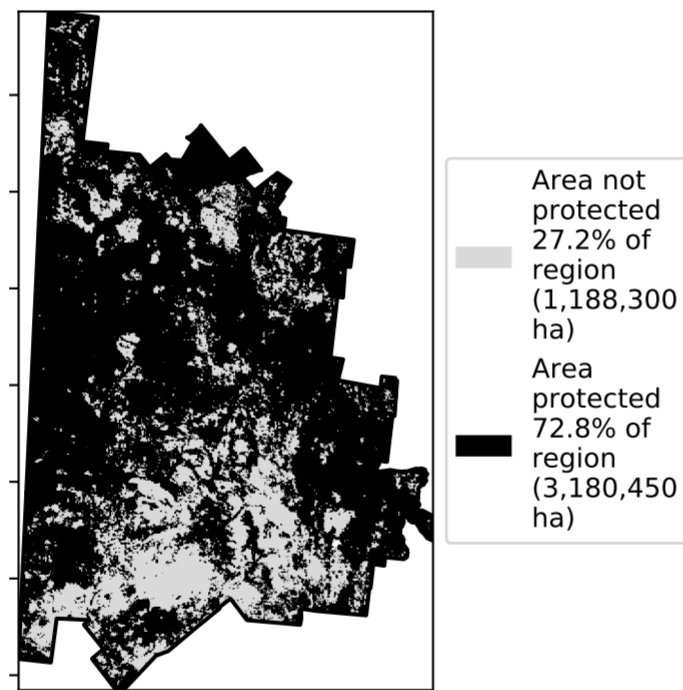 Area not
protected
27.2% of
region
(1,188,300
ha)
Area
protected
72.8% of
region
(3,180,450
ha)